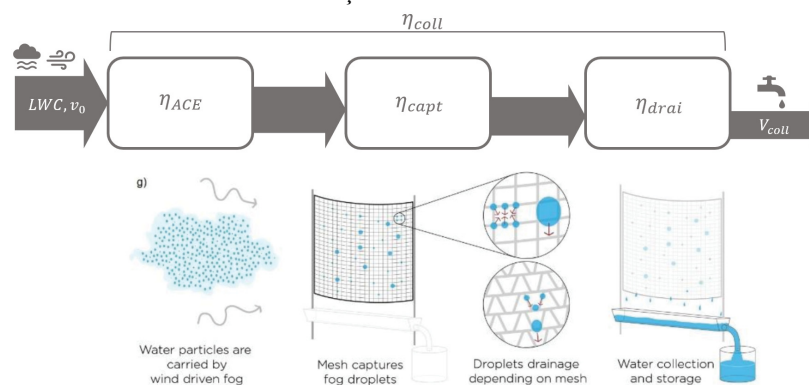 η_coll
LWC, v₀
η_ACE
η_capt
η_drai
V_coll
g)
Water particles are
carried by
wind driven fog
Mesh captures
fog droplets
Droplets drainage
depending on mesh
Water collection
and storage